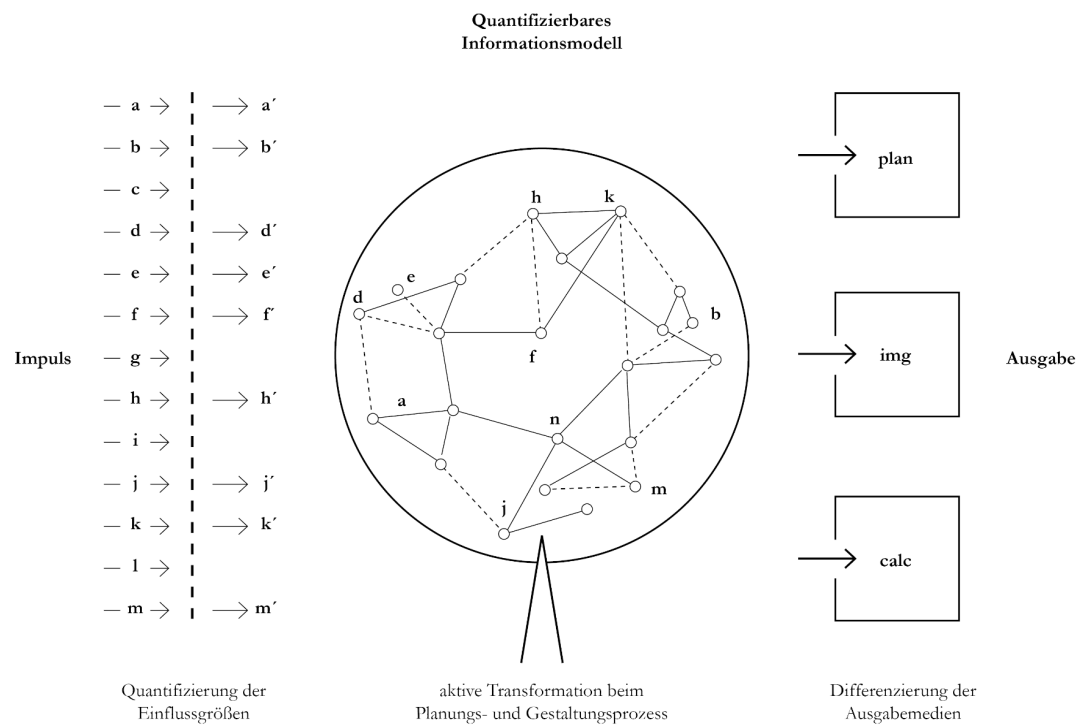 Quantifizierbares
Informationsmodell
Impuls
a a´
b b´
c
d d´
e e´
f f´
g
h h´
i
j j´
k k´
l
m m´
h k
e
d
b
f
a
n
m
j
plan
img
calc
Ausgabe
Quantifizierung der
Einflussgrößen
aktive Transformation beim
Planungs- und Gestaltungsprozess
Differenzierung der
Ausgabemedien